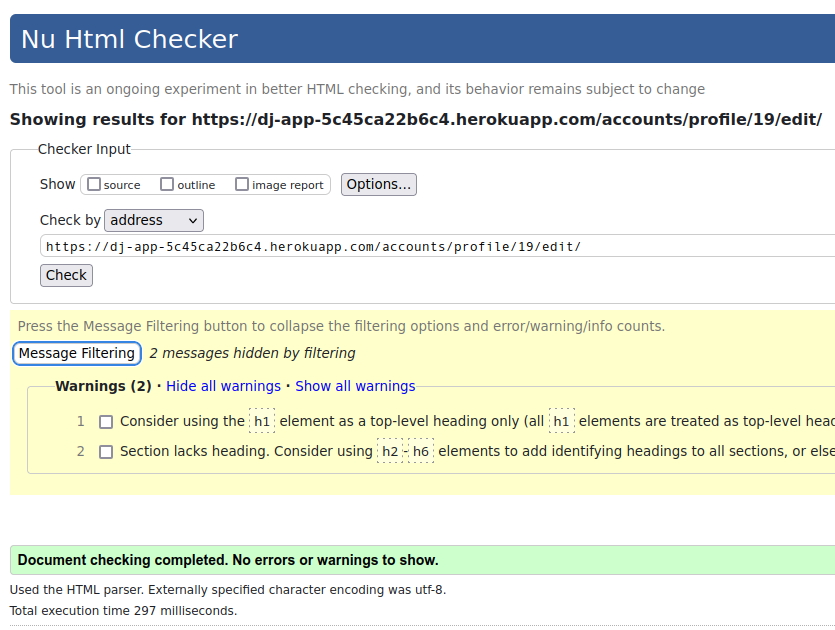 Nu Html Checker
This tool is an ongoing experiment in better HTML checking, and its behavior remains subject to change
Showing results for https://dj-app-5c45ca22b6c4.herokuapp.com/accounts/profile/19/edit/
Checker Input
Show source outline image report Options...
Check by address
https://dj-app-5c45ca22b6c4.herokuapp.com/accounts/profile/19/edit/
Check
Press the Message Filtering button to collapse the filtering options and error/warning/info counts.
Message Filtering 2 messages hidden by filtering
Warnings (2) · Hide all warnings · Show all warnings
1 Consider using the h1 element as a top-level heading only (all h1 elements are treated as top-level head
2 Section lacks heading. Consider using h2-h6 elements to add identifying headings to all sections, or else
Document checking completed. No errors or warnings to show.
Used the HTML parser. Externally specified character encoding was utf-8.
Total execution time 297 milliseconds.